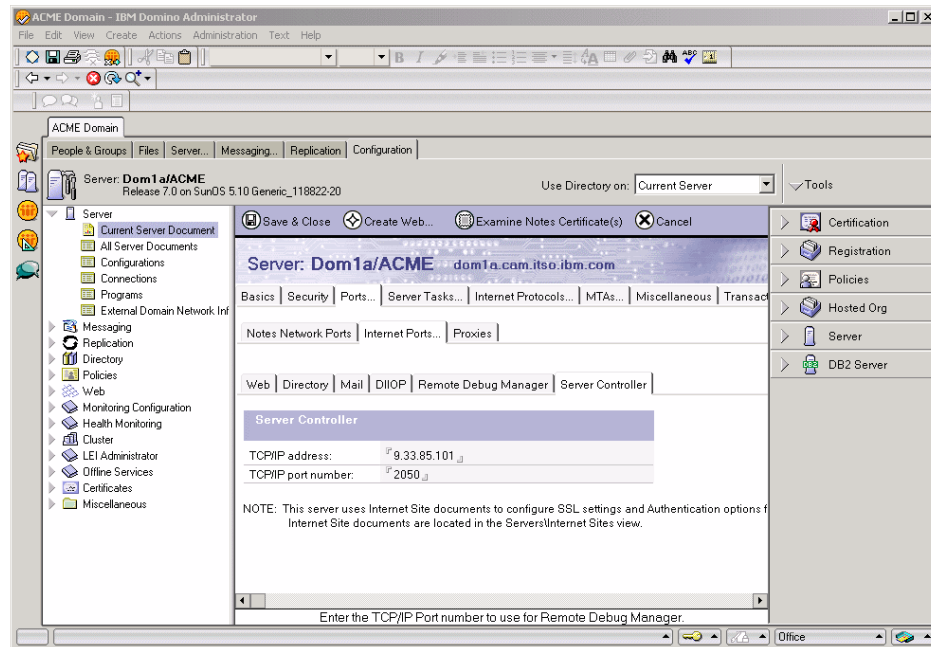 ACME Domain - IBM Domino Administrator
File Edit View Create Actions Administration Text Help
ACME Domain
People & Groups Files Server... Messaging... Replication Configuration
Server: Dom1a/ACME
Release 7.0 on SunOS 5.10 Generic_118822-20
Use Directory on: Current Server
Tools
Server
Current Server Document
All Server Documents
Configurations
Connections
Programs
External Domain Network Inf
Messaging
Replication
Directory
Policies
Web
Monitoring Configuration
Health Monitoring
Cluster
LEI Administrator
Offline Services
Certificates
Miscellaneous
Save & Close Create Web... Examine Notes Certificate(s) Cancel
Server: Dom1a/ACME dom1a.cam.itso.ibm.com
Basics Security Ports... Server Tasks... Internet Protocols... MTAs... Miscellaneous Transact
Notes Network Ports Internet Ports... Proxies
Web Directory Mail DIIOP Remote Debug Manager Server Controller
Server Controller
TCP/IP address: 9.33.85.101
TCP/IP port number: 2050
NOTE: This server uses Internet Site documents to configure SSL settings and Authentication options f
Internet Site documents are located in the Servers\Internet Sites view.
Enter the TCP/IP Port number to use for Remote Debug Manager.
Certification
Registration
Policies
Hosted Org
Server
DB2 Server
Office